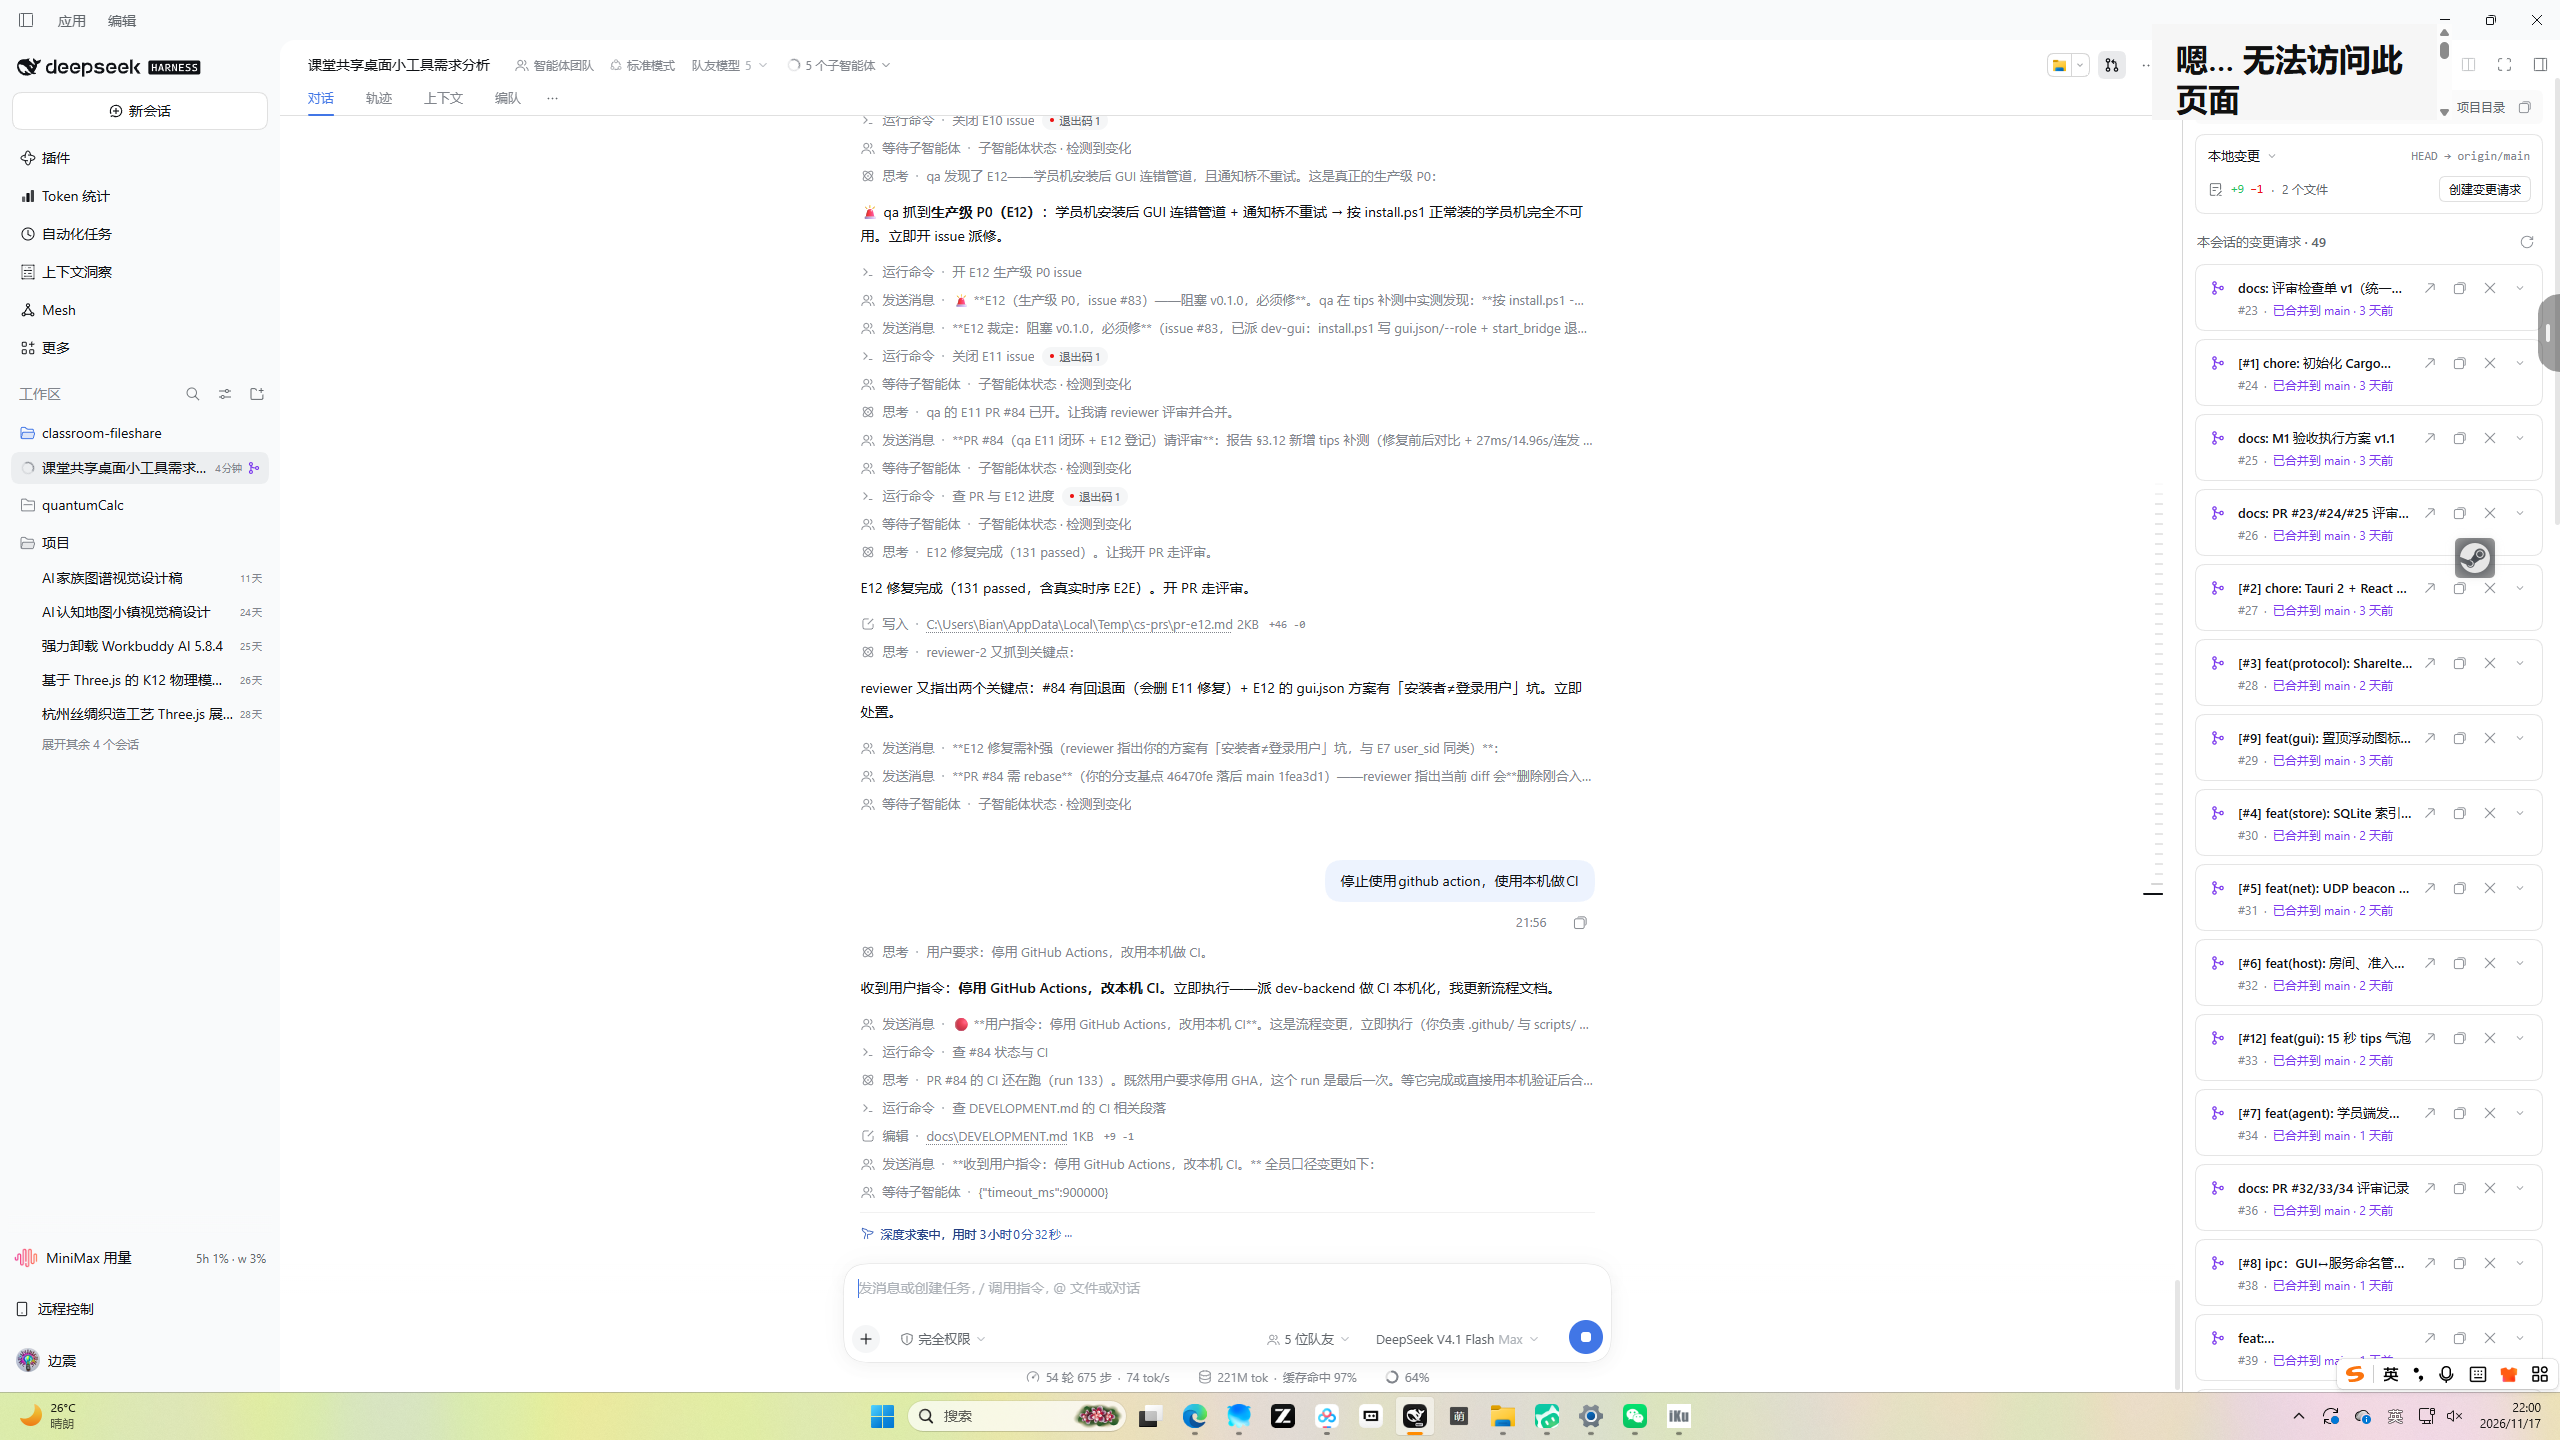 应用 编辑
deepseek HARNESS
新会话
插件
Token 统计
自动化任务
上下文洞察
Mesh
更多
工作区
classroom-fileshare
课堂共享桌面小工具需求... 4分钟
quantumCalc
项目
AI家族图谱视觉设计稿 11天
AI认知地图小镇视觉稿设计 24天
强力卸载 Workbuddy AI 5.8.4 25天
基于 Three.js 的 K12 物理模... 26天
杭州丝绸织造工艺 Three.js 展... 28天
展开其余 4 个会话
MiniMax 用量 5h 1% · w 3%
远程控制
边震
课堂共享桌面小工具需求分析 智能体团队 标准模式 队友模型 5 5 个子智能体
对话 轨迹 上下文 编队 ...
运行命令 · 关闭 E10 issue 退出码 1
等待子智能体 · 子智能体状态 · 检测到变化
思考 · qa 发现了 E12——学员机安装后 GUI 连错管道，且通知桥不重试。这是真正的生产级 P0：
🚨 qa 抓到生产级 P0（E12）：学员机安装后 GUI 连错管道 + 通知桥不重试 → 按 install.ps1 正常装的学员机完全不可
用。立即开 issue 派修。
运行命令 · 开 E12 生产级 P0 issue
发送消息 · 🚨 **E12（生产级 P0，issue #83）——阻塞 v0.1.0，必须修**。qa 在 tips 补测中实测发现：**按 install.ps1 -...
发送消息 · **E12 裁定：阻塞 v0.1.0，必须修**（issue #83，已派 dev-gui：install.ps1 写 gui.json/--role + start_bridge 退...
运行命令 · 关闭 E11 issue 退出码 1
等待子智能体 · 子智能体状态 · 检测到变化
思考 · qa 的 E11 PR #84 已开。让我请 reviewer 评审并合并。
发送消息 · **PR #84（qa E11 闭环 + E12 登记）请评审**：报告 §3.12 新增 tips 补测（修复前后对比 + 27ms/14.96s/连发 ...
等待子智能体 · 子智能体状态 · 检测到变化
运行命令 · 查 PR 与 E12 进度 退出码 1
等待子智能体 · 子智能体状态 · 检测到变化
思考 · E12 修复完成（131 passed）。让我开 PR 走评审。
E12 修复完成（131 passed，含真实时序 E2E）。开 PR 走评审。
写入 · C:\Users\Bian\AppData\Local\Temp\cs-prs\pr-e12.md 2KB +46 -0
思考 · reviewer-2 又抓到关键点：
reviewer 又指出两个关键点：#84 有回退面（会删 E11 修复）+ E12 的 gui.json 方案有「安装者≠登录用户」坑。立即
处置。
发送消息 · **E12 修复需补强（reviewer 指出你的方案有「安装者≠登录用户」坑，与 E7 user_sid 同类）**：
发送消息 · **PR #84 需 rebase**（你的分支基点 46470fe 落后 main 1fea3d1）——reviewer 指出当前 diff 会**删除刚合入...
等待子智能体 · 子智能体状态 · 检测到变化
停止使用github action，使用本机做CI
21:56
思考 · 用户要求：停用 GitHub Actions，改用本机做 CI。
收到用户指令：停用 GitHub Actions，改本机 CI。立即执行——派 dev-backend 做 CI 本机化，我更新流程文档。
发送消息 · 🔴 **用户指令：停用 GitHub Actions，改用本机 CI**。这是流程变更，立即执行（你负责 .github/ 与 scripts/ ...
运行命令 · 查 #84 状态与 CI
思考 · PR #84 的 CI 还在跑（run 133）。既然用户要求停用 GHA，这个 run 是最后一次。等它完成或直接用本机验证后合...
运行命令 · 查 DEVELOPMENT.md 的 CI 相关段落
编辑 · docs\DEVELOPMENT.md 1KB +9 -1
发送消息 · **收到用户指令：停用 GitHub Actions，改本机 CI。** 全员口径变更如下：
等待子智能体 · {"timeout_ms":900000}
深度求索中，用时 3小时0分32秒 ···
发消息或创建任务, / 调用指令, @ 文件或对话
完全权限 5 位队友 DeepSeek V4.1 Flash Max
54 轮 675 步 · 74 tok/s 221M tok · 缓存命中 97% 64%
嗯... 无法访问此
页面
项目目录
本地变更 HEAD → origin/main
+9 -1 · 2 个文件 创建变更请求
本会话的变更请求 · 49
docs: 评审检查单 v1（统一...
#23 · 已合并到 main · 3 天前
[#1] chore: 初始化 Cargo...
#24 · 已合并到 main · 3 天前
docs: M1 验收执行方案 v1.1
#25 · 已合并到 main · 3 天前
docs: PR #23/#24/#25 评审...
#26 · 已合并到 main · 3 天前
[#2] chore: Tauri 2 + React ...
#27 · 已合并到 main · 3 天前
[#3] feat(protocol): ShareIte...
#28 · 已合并到 main · 2 天前
[#9] feat(gui): 置顶浮动图标...
#29 · 已合并到 main · 3 天前
[#4] feat(store): SQLite 索引...
#30 · 已合并到 main · 2 天前
[#5] feat(net): UDP beacon ...
#31 · 已合并到 main · 2 天前
[#6] feat(host): 房间、准入...
#32 · 已合并到 main · 2 天前
[#12] feat(gui): 15 秒 tips 气泡
#33 · 已合并到 main · 2 天前
[#7] feat(agent): 学员端发...
#34 · 已合并到 main · 1 天前
docs: PR #32/33/34 评审记录
#36 · 已合并到 main · 2 天前
[#8] ipc：GUI↔服务命名管...
#38 · 已合并到 main · 1 天前
feat:...
#39 · 已合并到
英
26°C
晴朗
搜索
萌
iKu
英
22:00
2026/11/17